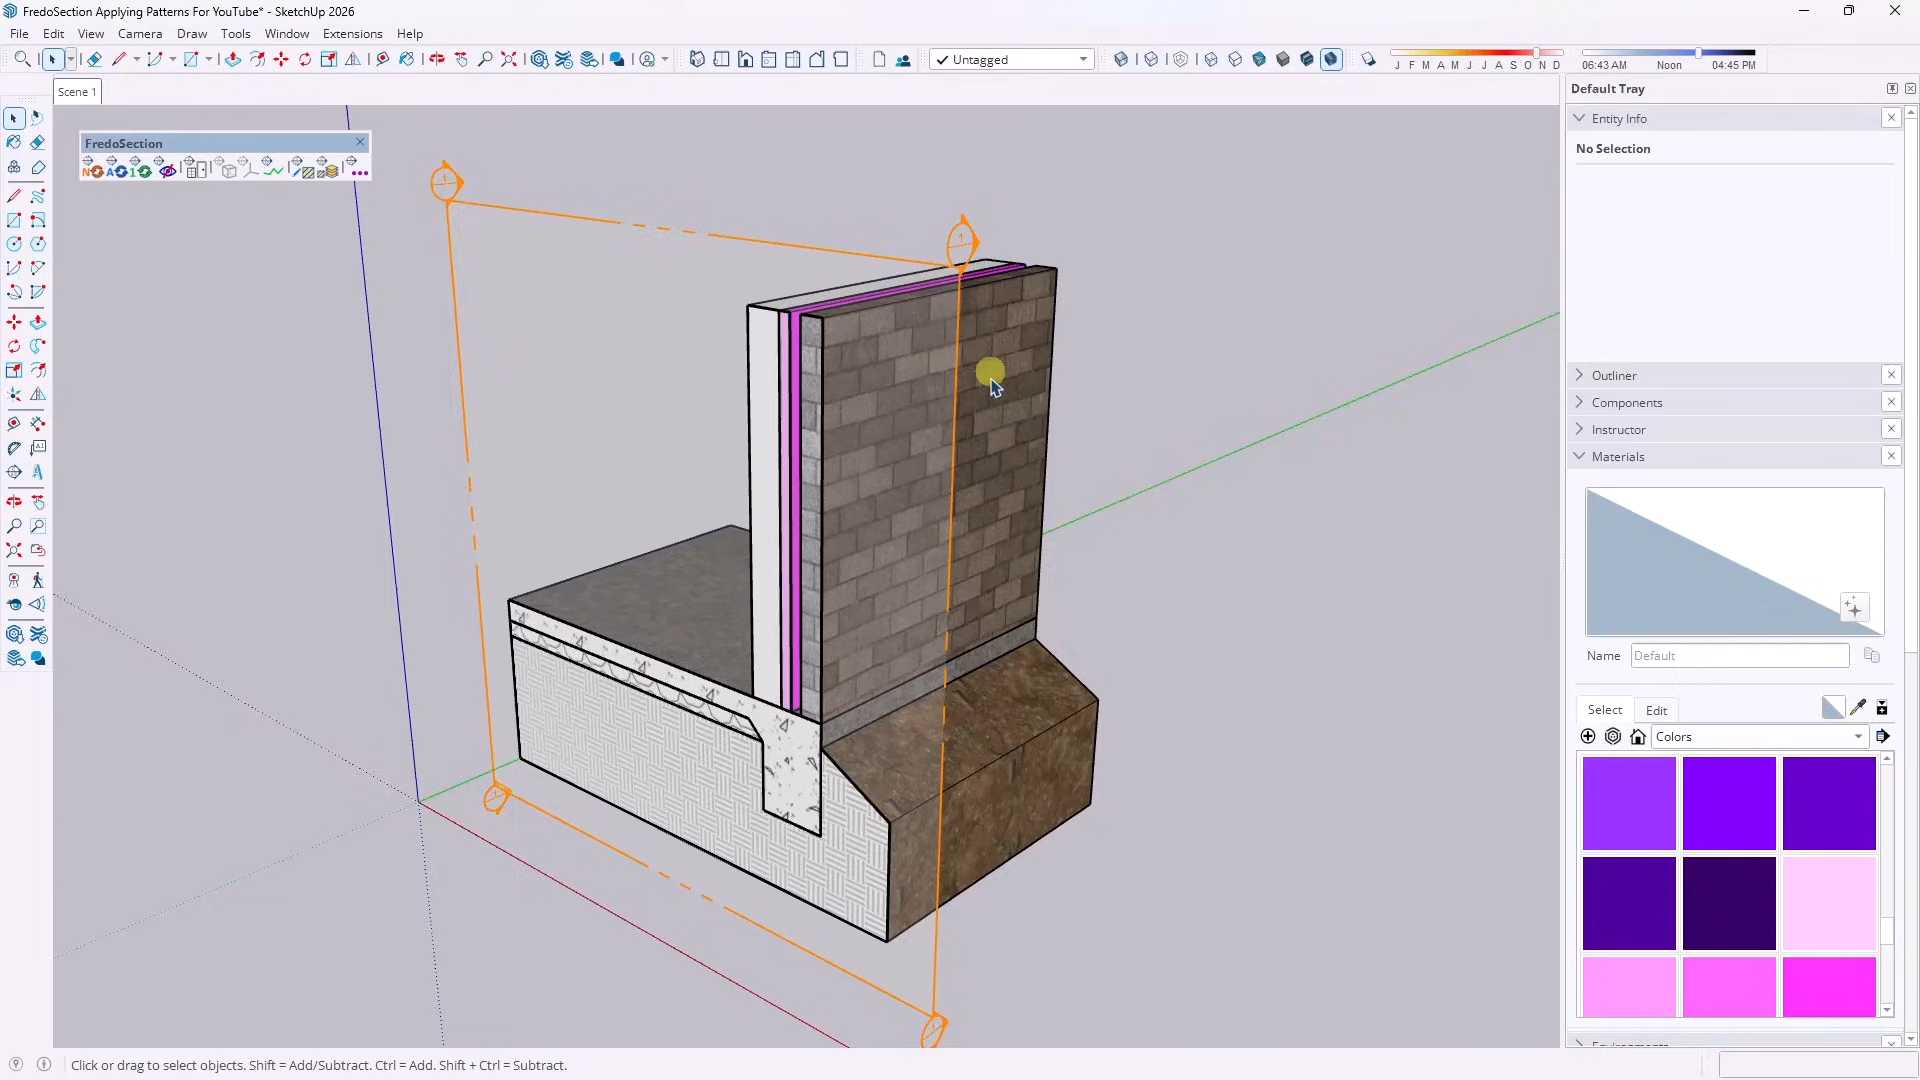 FredoSection Applying Patterns For YouTube* - SketchUp 2026
File Edit View Camera Draw Tools Window Extensions Help
Untagged
J F M A M J J A S O N D
06:43 AM Noon 04:45 PM
Scene 1
Default Tray
Entity Info
No Selection
FredoSection
N A 1
Outliner
Components
Instructor
Materials
Name Default
Select Edit
Colors
Click or drag to select objects. Shift = Add/Subtract. Ctrl = Add. Shift + Ctrl = Subtract.